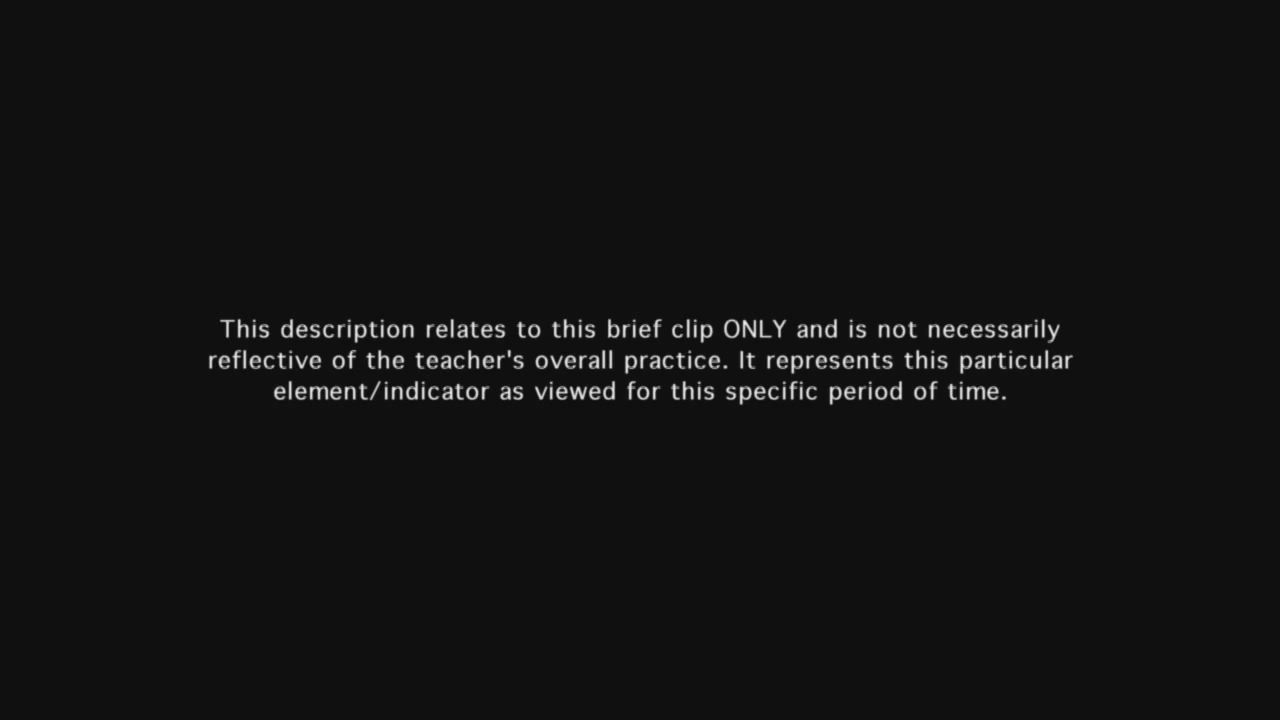 This description relates to this brief clip ONLY and is not necessarily
reflective of the teacher's overall practice. It represents this particular
element/indicator as viewed for this specific period of time.